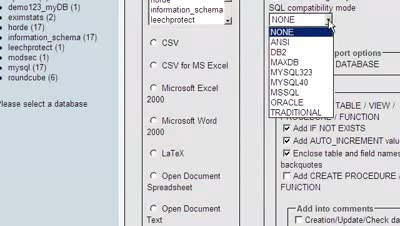 demo123_myDB (1)
eximstats (2)
horde (17)
information_schema (17)
leechprotect (1)
modsec (1)
mysql (17)
roundcube (6)
Please select a database
horde
information_schema
leechprotect
CSV
CSV for MS Excel
Microsoft Excel
2000
Microsoft Word
2000
LaTeX
Open Document
Spreadsheet
Open Document
Text
SQL compatibility mode
NONE
NONE
ANSI
DB2
MAXDB
MYSQL323
MYSQL40
MSSQL
ORACLE
TRADITIONAL
port options
DATABASE
TABLE / VIEW /
PROCEDURE / FUNCTION
Add IF NOT EXISTS
Add AUTO_INCREMENT value
Enclose table and field names
backquotes
Add CREATE PROCEDURE /
FUNCTION
Add into comments
Creation/Update/Check da